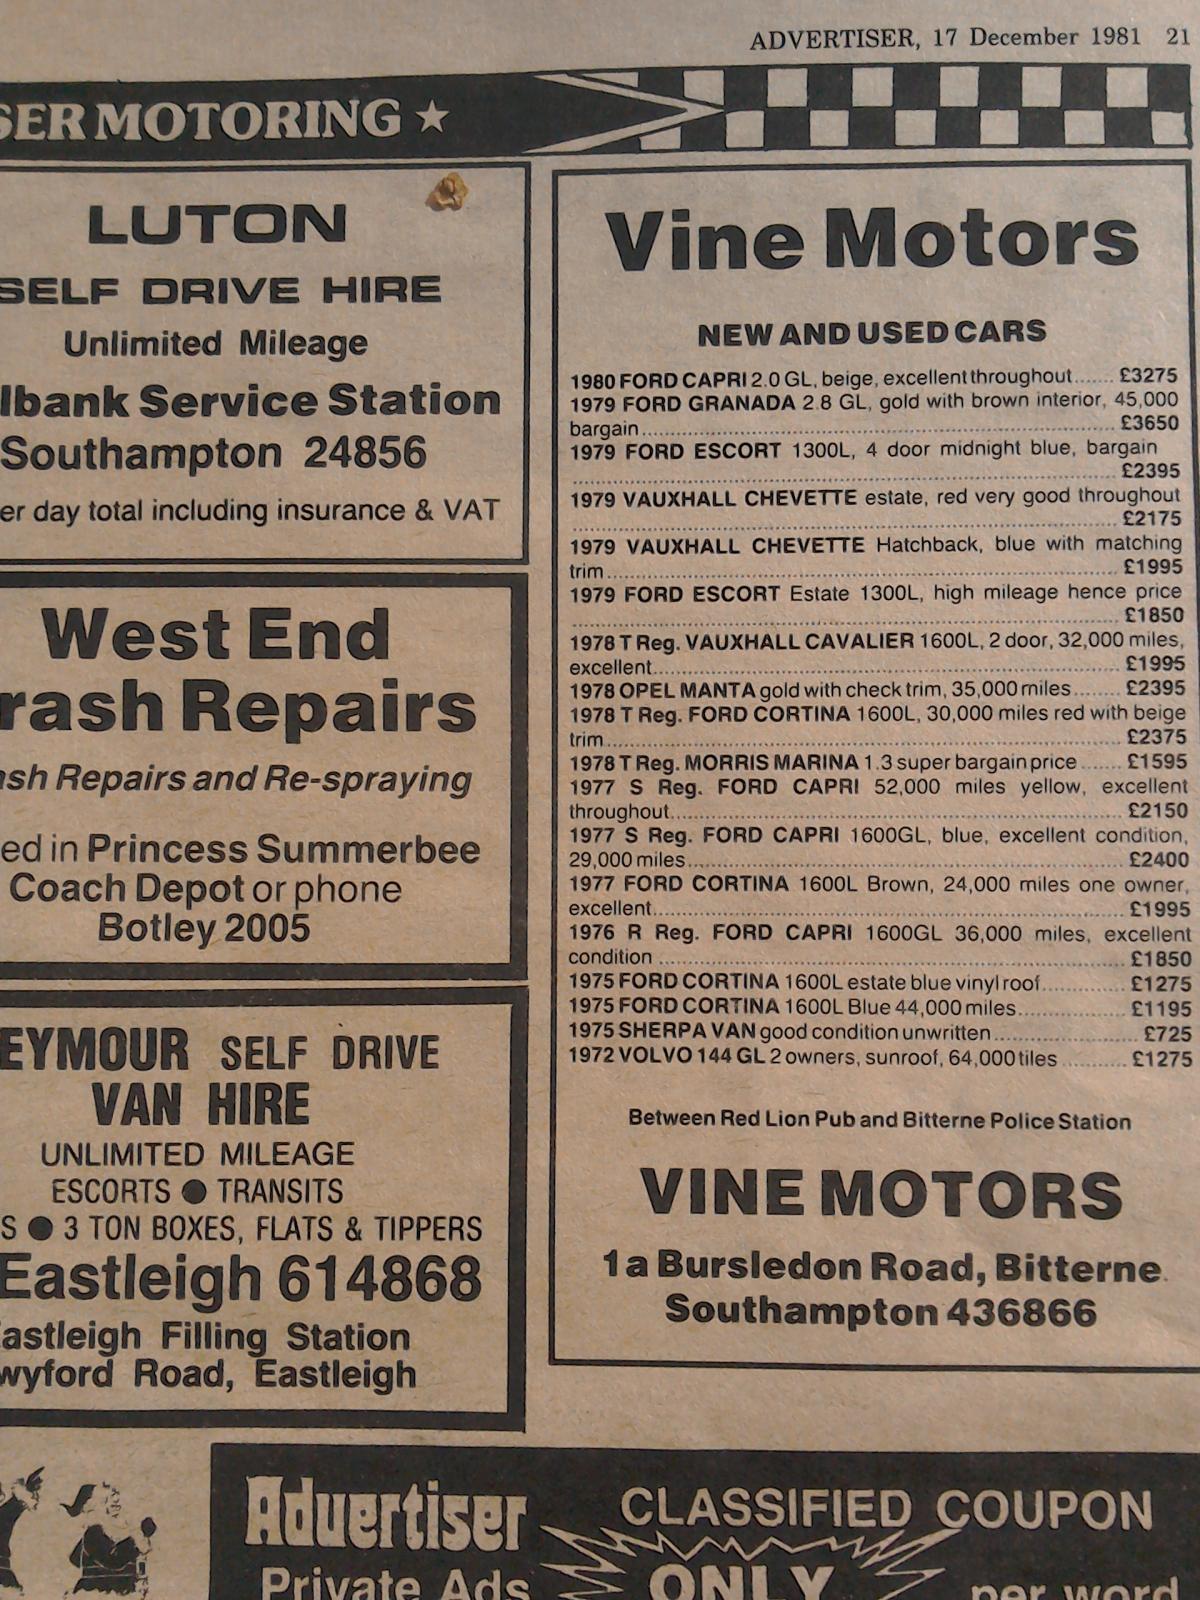 ADVERTISER, 17 December 1981 21
MOTORING ★
LUTON
SELF DRIVE HIRE
Unlimited Mileage
Service Station
Southampton 24856
day total including insurance & VAT
West End
Repairs
Repairs and Re-spraying
in Princess Summerbee
Coach Depot or phone
Botley 2005
SELF DRIVE
VAN HIRE
UNLIMITED MILEAGE
ESCORTS ● TRANSITS
● 3 TON BOXES, FLATS & TIPPERS
Eastleigh 614868
Eastleigh Filling Station
Road, Eastleigh
Vine Motors
NEW AND USED CARS
1980 FORD CAPRI 2.0 GL, beige, excellent throughout ....... £3275
1979 FORD GRANADA 2.8 GL, gold with brown interior, 45,000
bargain ....... £3650
1979 FORD ESCORT 1300L, 4 door midnight blue, bargain
....... £2395
1979 VAUXHALL CHEVETTE estate, red very good throughout
....... £2175
1979 VAUXHALL CHEVETTE Hatchback, blue with matching
trim ....... £1995
1979 FORD ESCORT Estate 1300L, high mileage hence price
....... £1850
1978 T Reg. VAUXHALL CAVALIER 1600L, 2 door, 32,000 miles,
excellent ....... £1995
1978 OPEL MANTA gold with check trim, 35,000 miles ....... £2395
1978 T Reg. FORD CORTINA 1600L, 30,000 miles red with beige
trim ....... £2375
1978 T Reg. MORRIS MARINA 1.3 super bargain price ....... £1595
1977 S Reg. FORD CAPRI 52,000 miles yellow, excellent
throughout ....... £2150
1977 S Reg. FORD CAPRI 1600GL, blue, excellent condition,
29,000 miles ....... £2400
1977 FORD CORTINA 1600L Brown, 24,000 miles one owner,
excellent ....... £1995
1976 R Reg. FORD CAPRI 1600GL 36,000 miles, excellent
condition ....... £1850
1975 FORD CORTINA 1600L estate blue vinyl roof ....... £1275
1975 FORD CORTINA 1600L Blue 44,000 miles ....... £1195
1975 SHERPA VAN good condition unwritten ....... £725
1972 VOLVO 144 GL 2 owners, sunroof, 64,000 tiles ....... £1275
Between Red Lion Pub and Bitterne Police Station
VINE MOTORS
1a Bursledon Road, Bitterne
Southampton 436866
Advertiser
Private Ads
CLASSIFIED COUPON
ONLY
per word